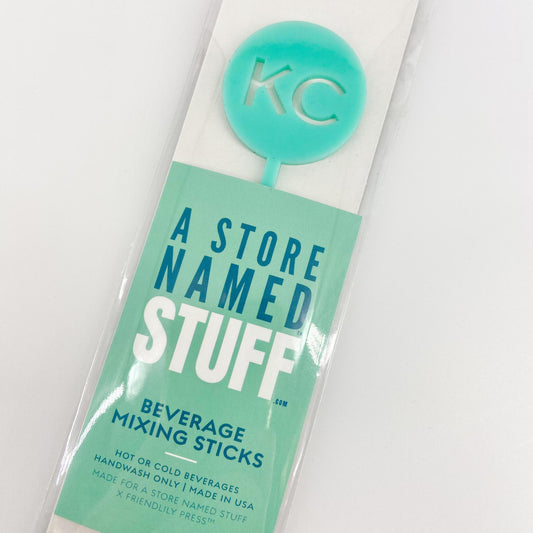 KC
A STORE
NAMED
STUFF
.COM
BEVERAGE
MIXING STICKS
HOT OR COLD BEVERAGES
HANDWASH ONLY | MADE IN USA
MADE FOR A STORE NAMED STUFF
X FRIENDLILY PRESS™